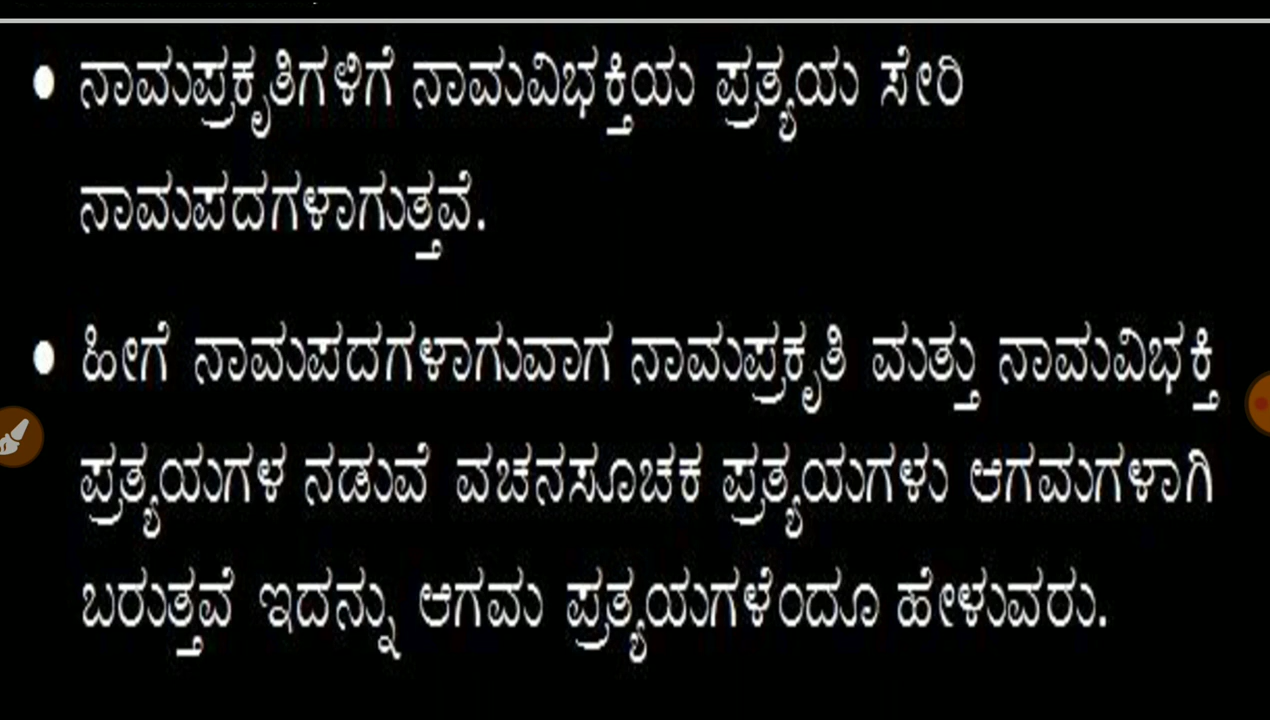 • ನಾಮಪ್ರಕೃತಿಗಳಿಗೆ ನಾಮವಿಭಕ್ತಿಯ ಪ್ರತ್ಯಯ ಸೇರಿ
ನಾಮಪದಗಳಾಗುತ್ತವೆ.
• ಹೀಗೆ ನಾಮಪದಗಳಾಗುವಾಗ ನಾಮಪ್ರಕೃತಿ ಮತ್ತು ನಾಮವಿಭಕ್ತಿ
ಪ್ರತ್ಯಯಗಳ ನಡುವೆ ವಚನಸೂಚಕ ಪ್ರತ್ಯಯಗಳು ಆಗಮಗಳಾಗಿ
ಬರುತ್ತವೆ ಇದನ್ನು ಆಗಮ ಪ್ರತ್ಯಯಗಳೆಂದೂ ಹೇಳುವರು.